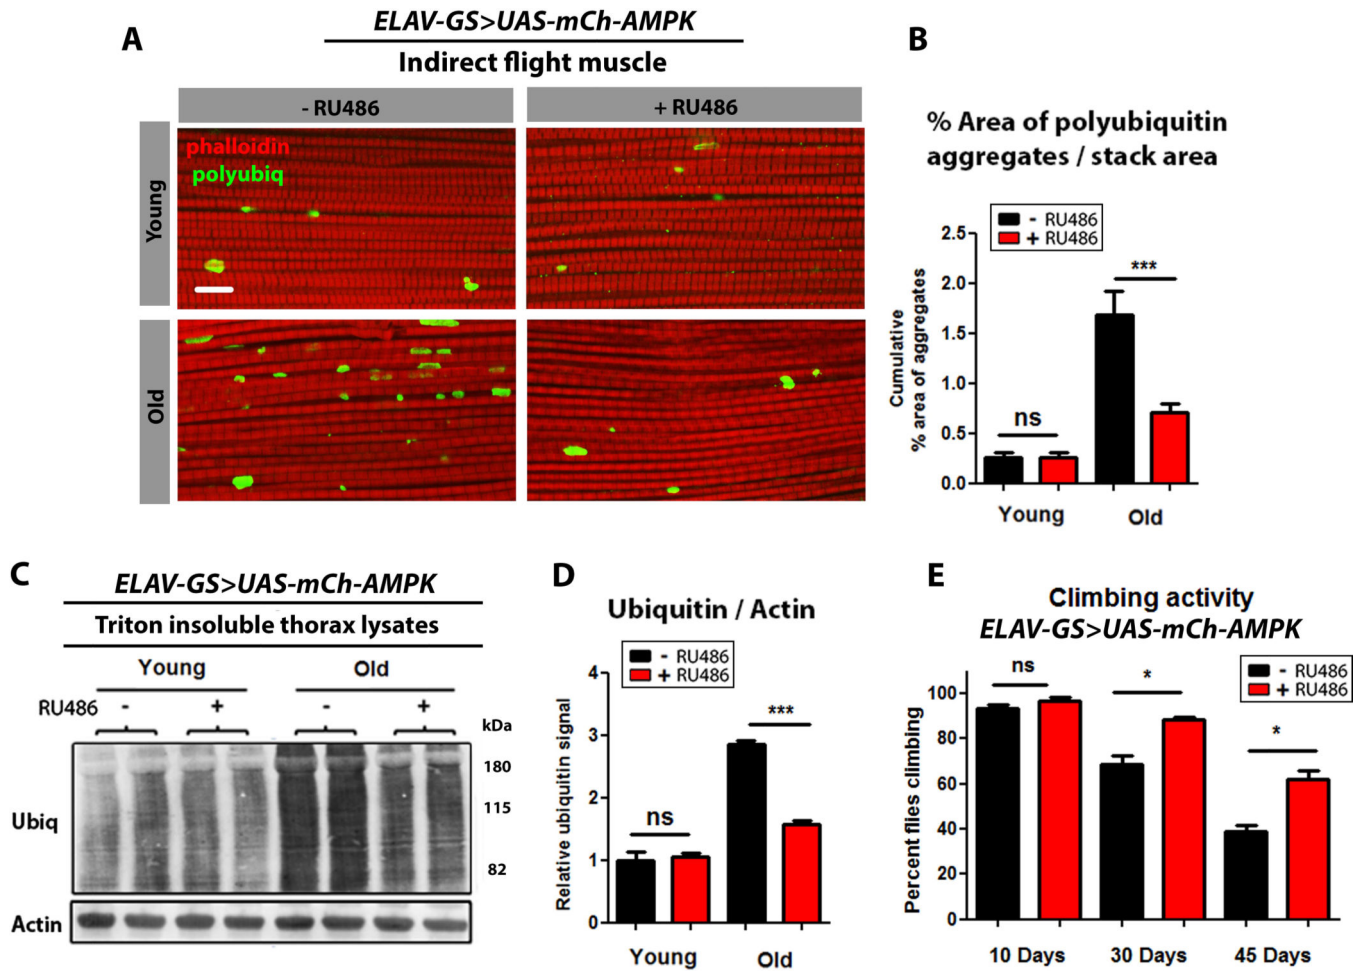 A
ELAV-GS>UAS-mCh-AMPK
Indirect flight muscle
- RU486
+ RU486
Young
phalloidin
polyubiq
Old
B
% Area of polyubiquitin
aggregates / stack area
- RU486
+ RU486
Cumulative
% area of aggregates
2.5
2.0
1.5
1.0
0.5
0.0
ns
***
Young
Old
C
ELAV-GS>UAS-mCh-AMPK
Triton insoluble thorax lysates
Young
Old
RU486
-
+
-
+
kDa
180
115
82
Ubiq
Actin
D
Ubiquitin / Actin
- RU486
+ RU486
Relative ubiquitin signal
4
3
2
1
0
ns
***
Young
Old
E
Climbing activity
ELAV-GS>UAS-mCh-AMPK
- RU486
+ RU486
Percent flies climbing
100
80
60
40
20
0
ns
*
*
10 Days
30 Days
45 Days